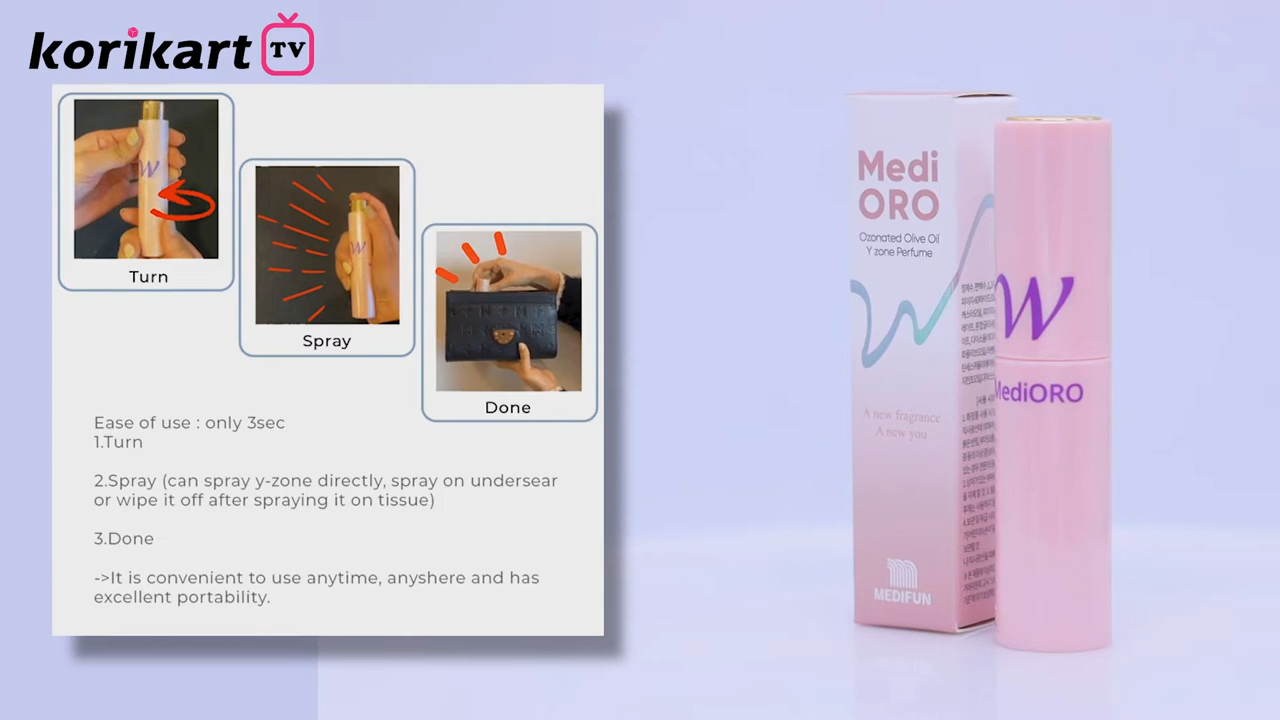 korikart TV
Turn
Spray
Done
Ease of use : only 3sec
1.Turn
2.Spray (can spray y-zone directly, spray on undersear
or wipe it off after spraying it on tissue)
3.Done
->It is convenient to use anytime, anyshere and has
excellent portability.
Medi
ORO
Ozonated Olive Oil
Y zone Perfume
A new fragrance
A new you
MEDIFUN
W
MediORO